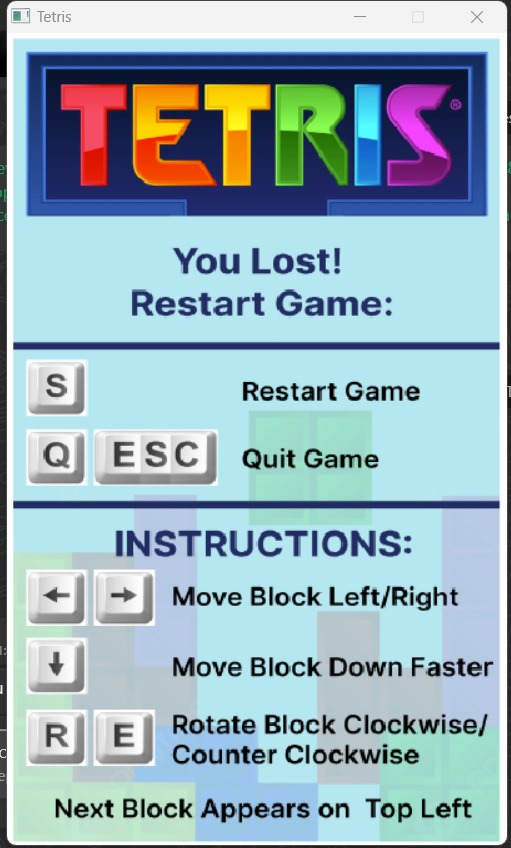 Tetris
TETRIS®
You Lost!
Restart Game:
S Restart Game
Q ESC Quit Game
INSTRUCTIONS:
← → Move Block Left/Right
↓ Move Block Down Faster
R E Rotate Block Clockwise/
Counter Clockwise
Next Block Appears on Top Left